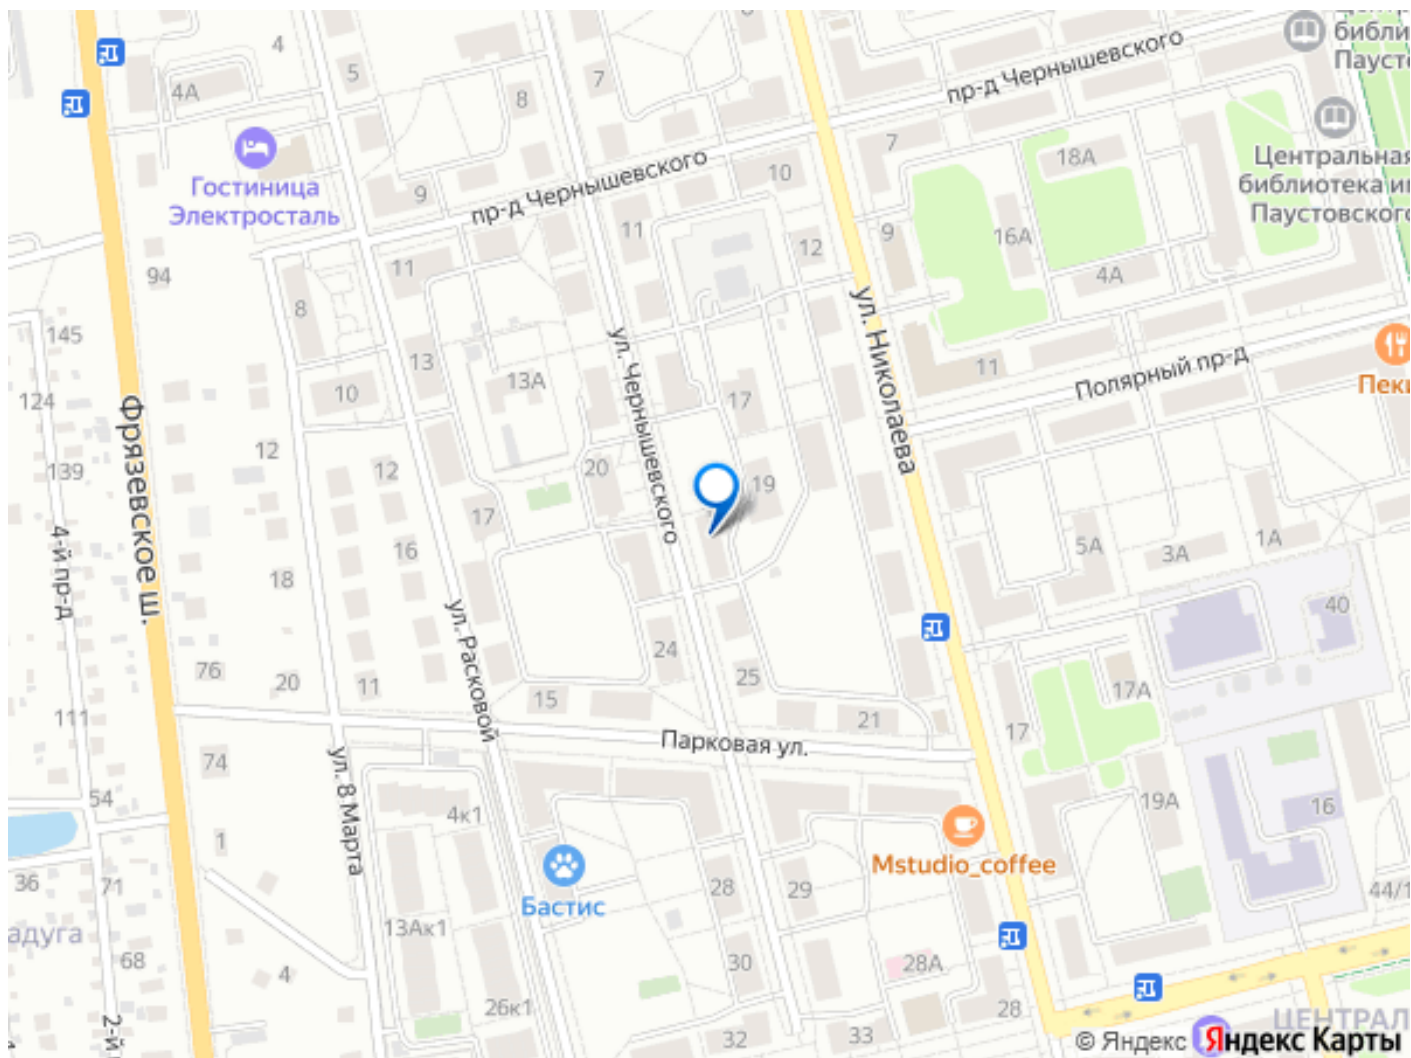 библи
Паусто
пр-д Чернышевского
4
5
7
8
4А
7
18А
Центральная
библиотека им
Паустовского
Гостиница
Электросталь
пр-д Чернышевского
10
9
11
12
9
16А
4А
94
11
8
ул. Чернышевского
ул. Николаева
145
13
13А
10
17
11
Полярный пр-д
Пеки
124
Фрязевское ш.
12
139
12
20
19
17
4-й пр-д
16
5А
3А
1А
18
ул. Расковой
40
24
76
20
11
15
25
17А
111
21
17
Парковая ул.
74
ул. 8 Марта
54
4к1
19А
16
1
Mstudio_coffee
36
71
Бастис
28
29
44/1
адуга
13Ак1
68
4
30
28А
26к1
28
2-й
32
33
ЦЕНТРАЛ
© Яндекс
Яндекс Карты